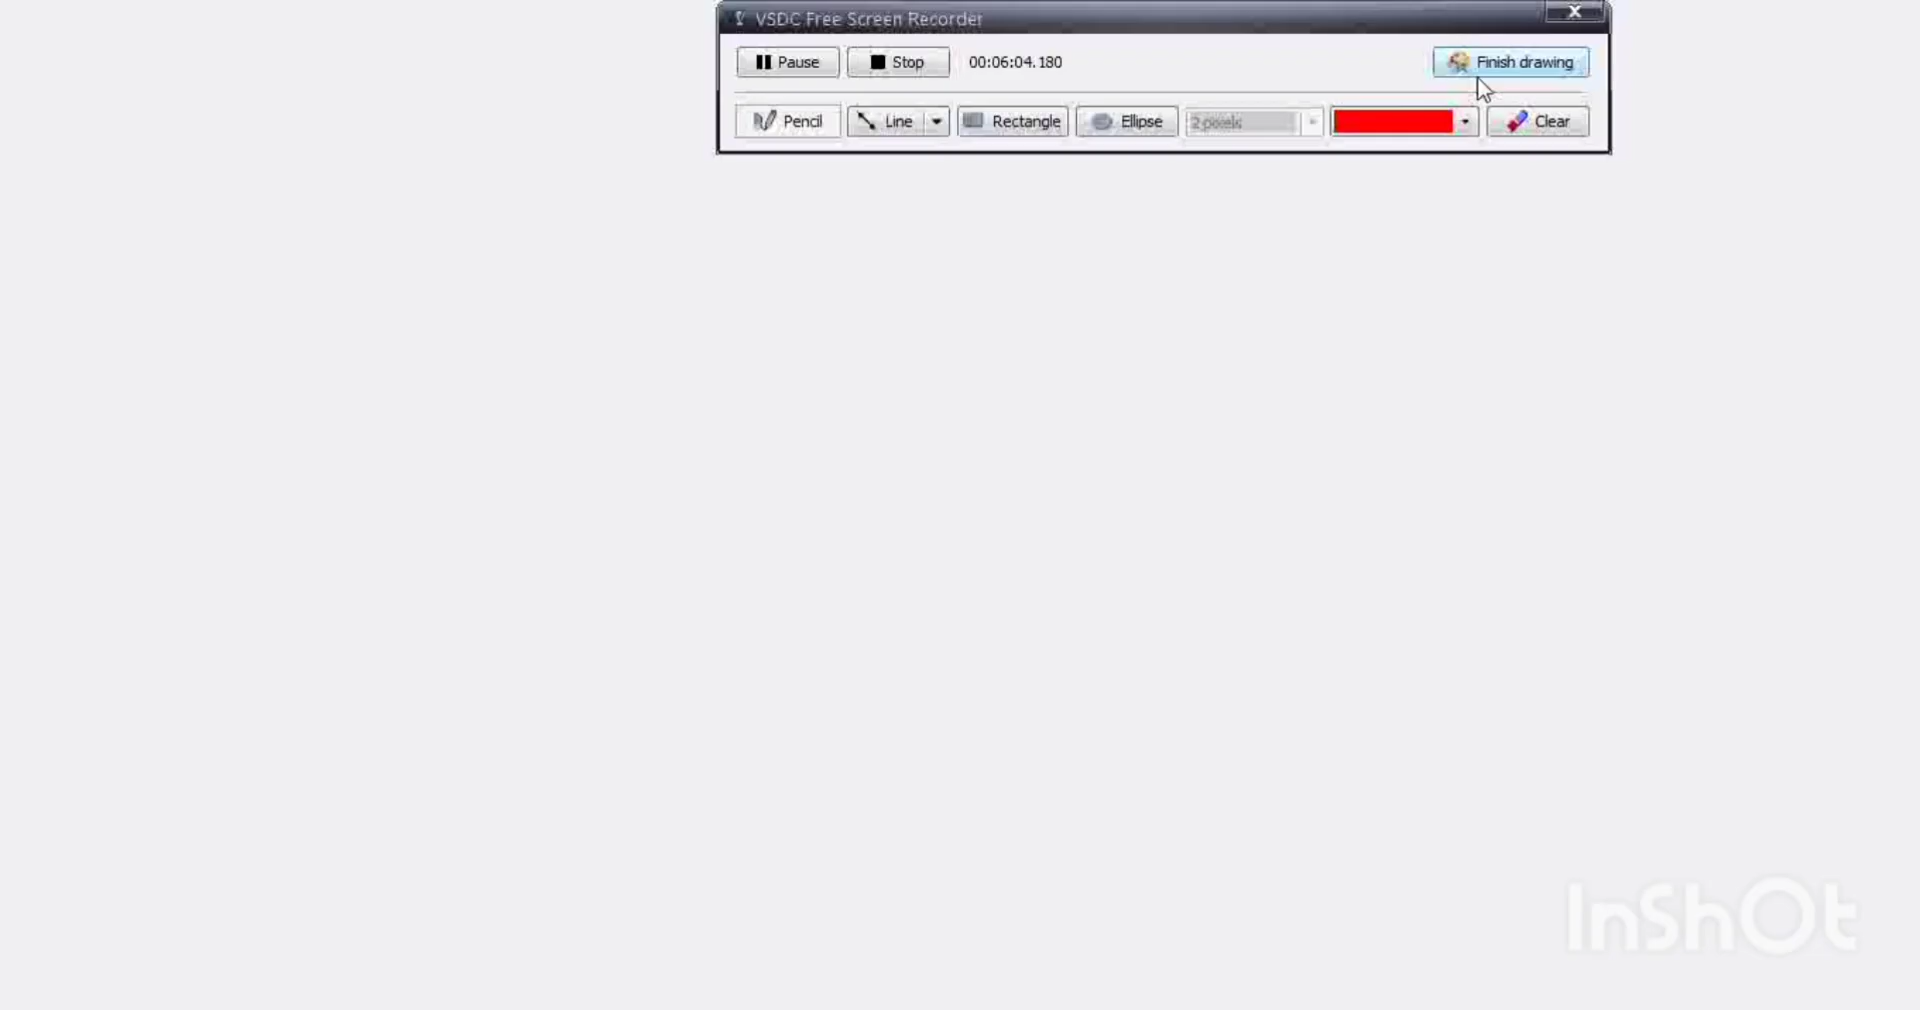 VSDC Free Screen Recorder
X
Pause Stop 00:06:04.180 Finish drawing
Pencil Line Rectangle Ellipse 2 pixels Clear
InShOt